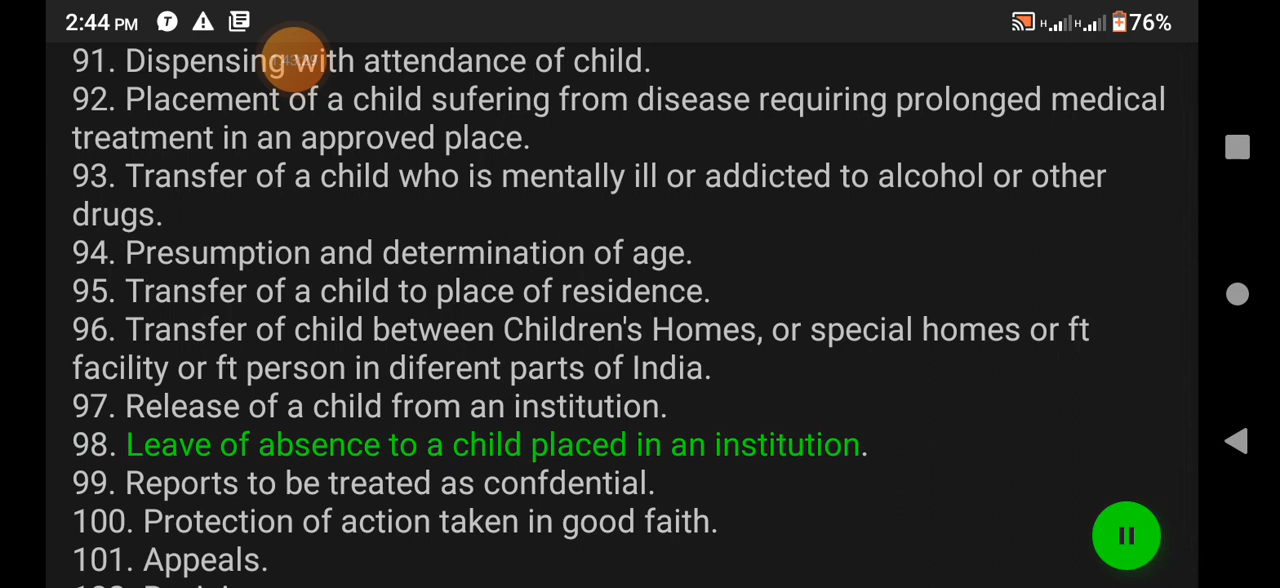 2:44 PM T 76%
91. Dispensing with attendance of child.
92. Placement of a child sufering from disease requiring prolonged medical
treatment in an approved place.
93. Transfer of a child who is mentally ill or addicted to alcohol or other
drugs.
94. Presumption and determination of age.
95. Transfer of a child to place of residence.
96. Transfer of child between Children's Homes, or special homes or ft
facility or ft person in diferent parts of India.
97. Release of a child from an institution.
98. Leave of absence to a child placed in an institution.
99. Reports to be treated as confdential.
100. Protection of action taken in good faith.
101. Appeals.